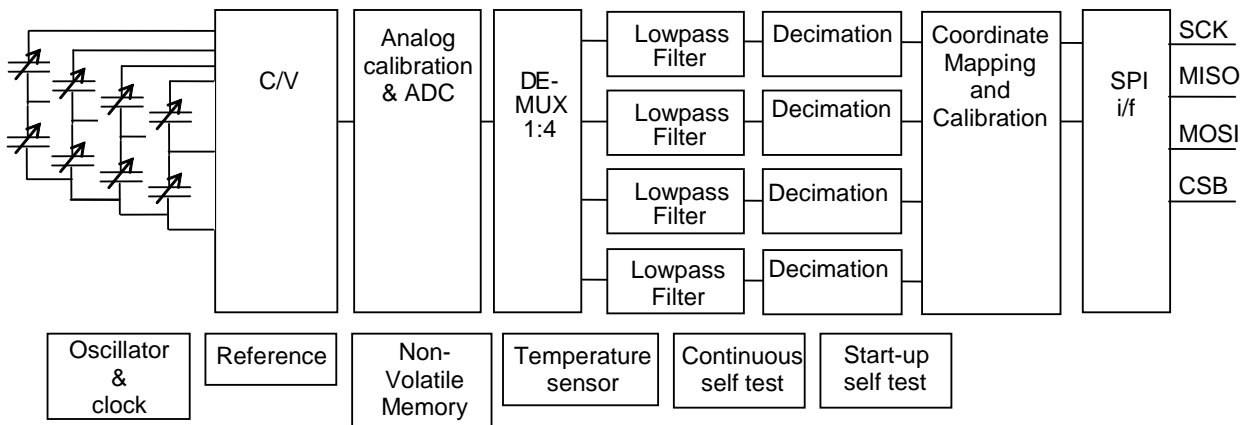 C/V
Analog
calibration
& ADC
DE-
MUX
1:4
Lowpass
Filter
Decimation
Lowpass
Filter
Decimation
Lowpass
Filter
Decimation
Lowpass
Filter
Decimation
Coordinate
Mapping
and
Calibration
SPI
i/f
SCK
MISO
MOSI
CSB
Oscillator
&
clock
Reference
Non-
Volatile
Memory
Temperature
sensor
Continuous
self test
Start-up
self test